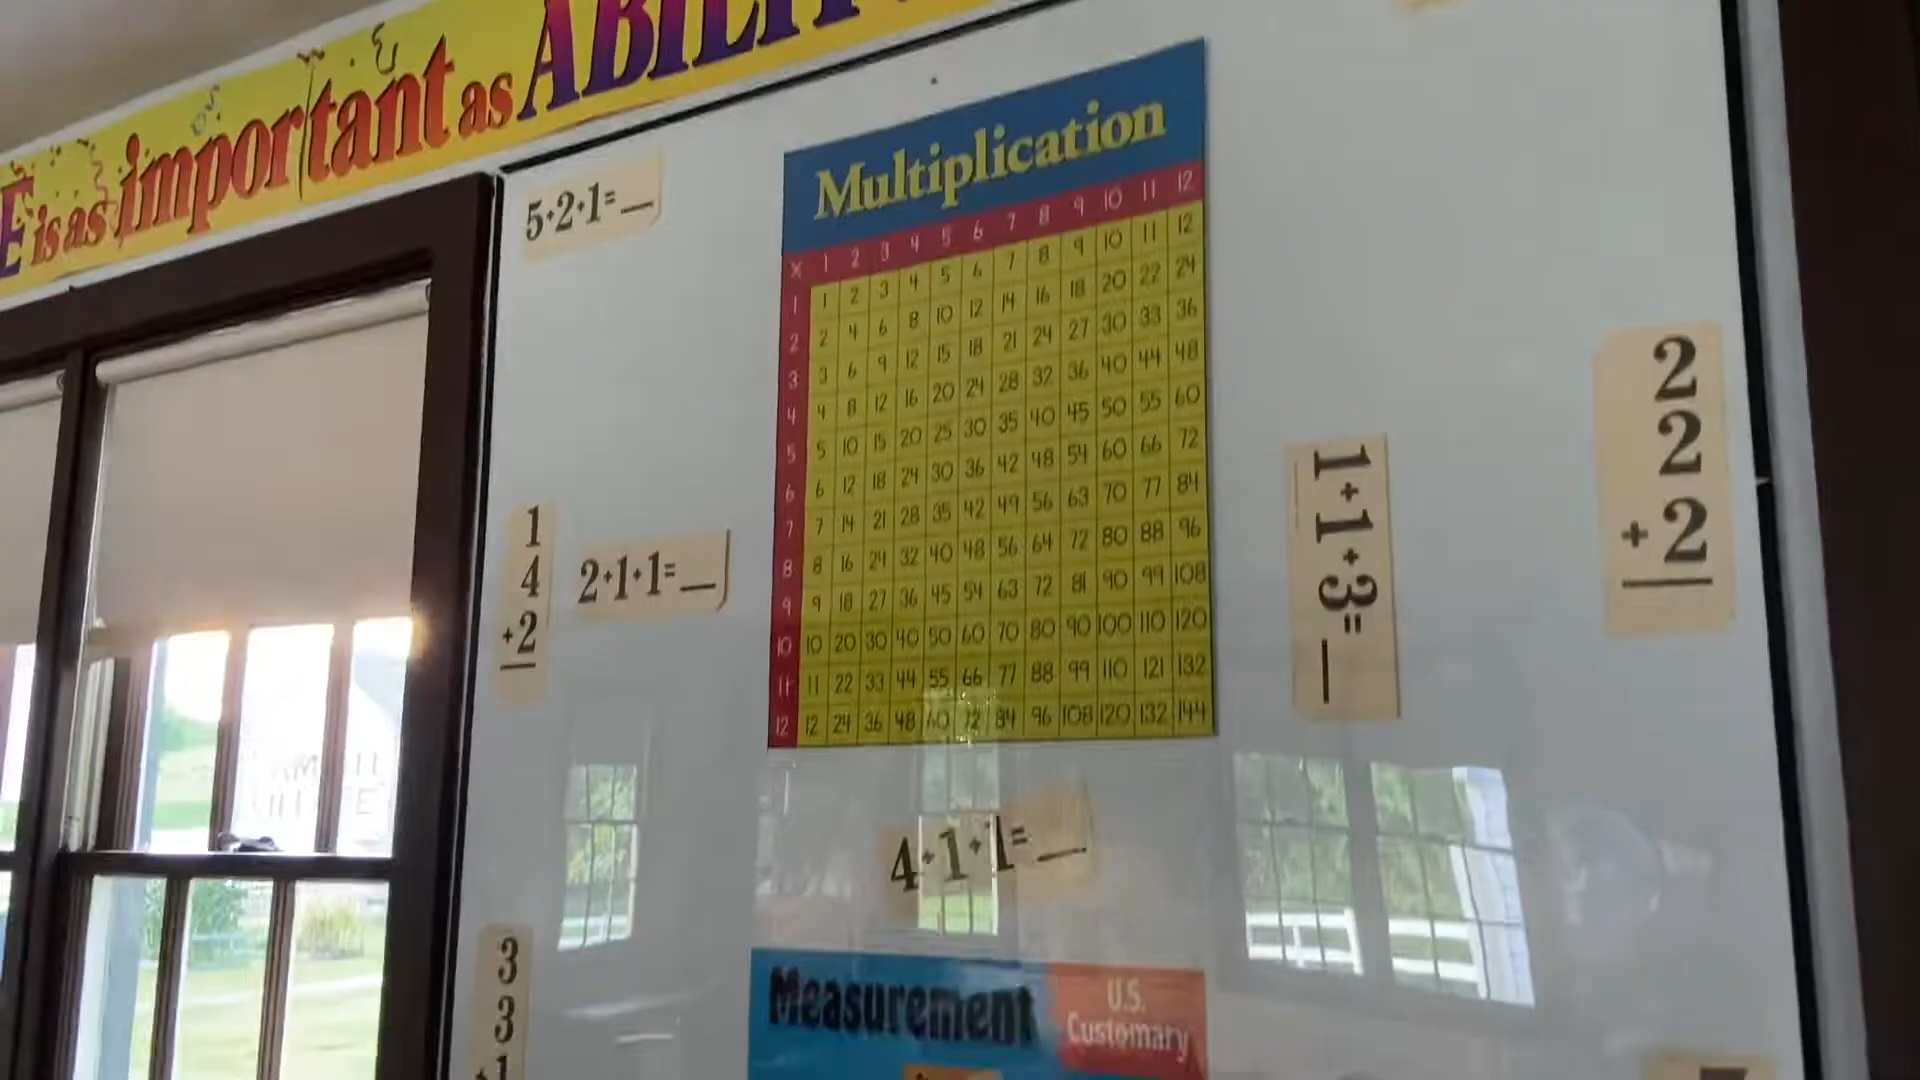 E is as important as ABILIT
5+2+1=__
Multiplication
x 1 2 3 4 5 6 7 8 9 10 11 12
1 1 2 3 4 5 6 7 8 9 10 11 12
2 2 4 6 8 10 12 14 16 18 20 22 24
3 3 6 9 12 15 18 21 24 27 30 33 36
4 4 8 12 16 20 24 28 32 36 40 44 48
5 5 10 15 20 25 30 35 40 45 50 55 60
6 6 12 18 24 30 36 42 48 54 60 66 72
7 7 14 21 28 35 42 49 56 63 70 77 84
8 8 16 24 32 40 48 56 64 72 80 88 96
9 9 18 27 36 45 54 63 72 81 90 99 108
10 10 20 30 40 50 60 70 80 90 100 110 120
11 11 22 33 44 55 66 77 88 99 110 121 132
12 12 24 36 48 60 72 84 96 108 120 132 144
1
4
+2
2+1+1=__
1+1+3=__
2
2
+2
4+1+1=__
3
3
Measurement
U.S.
Customary